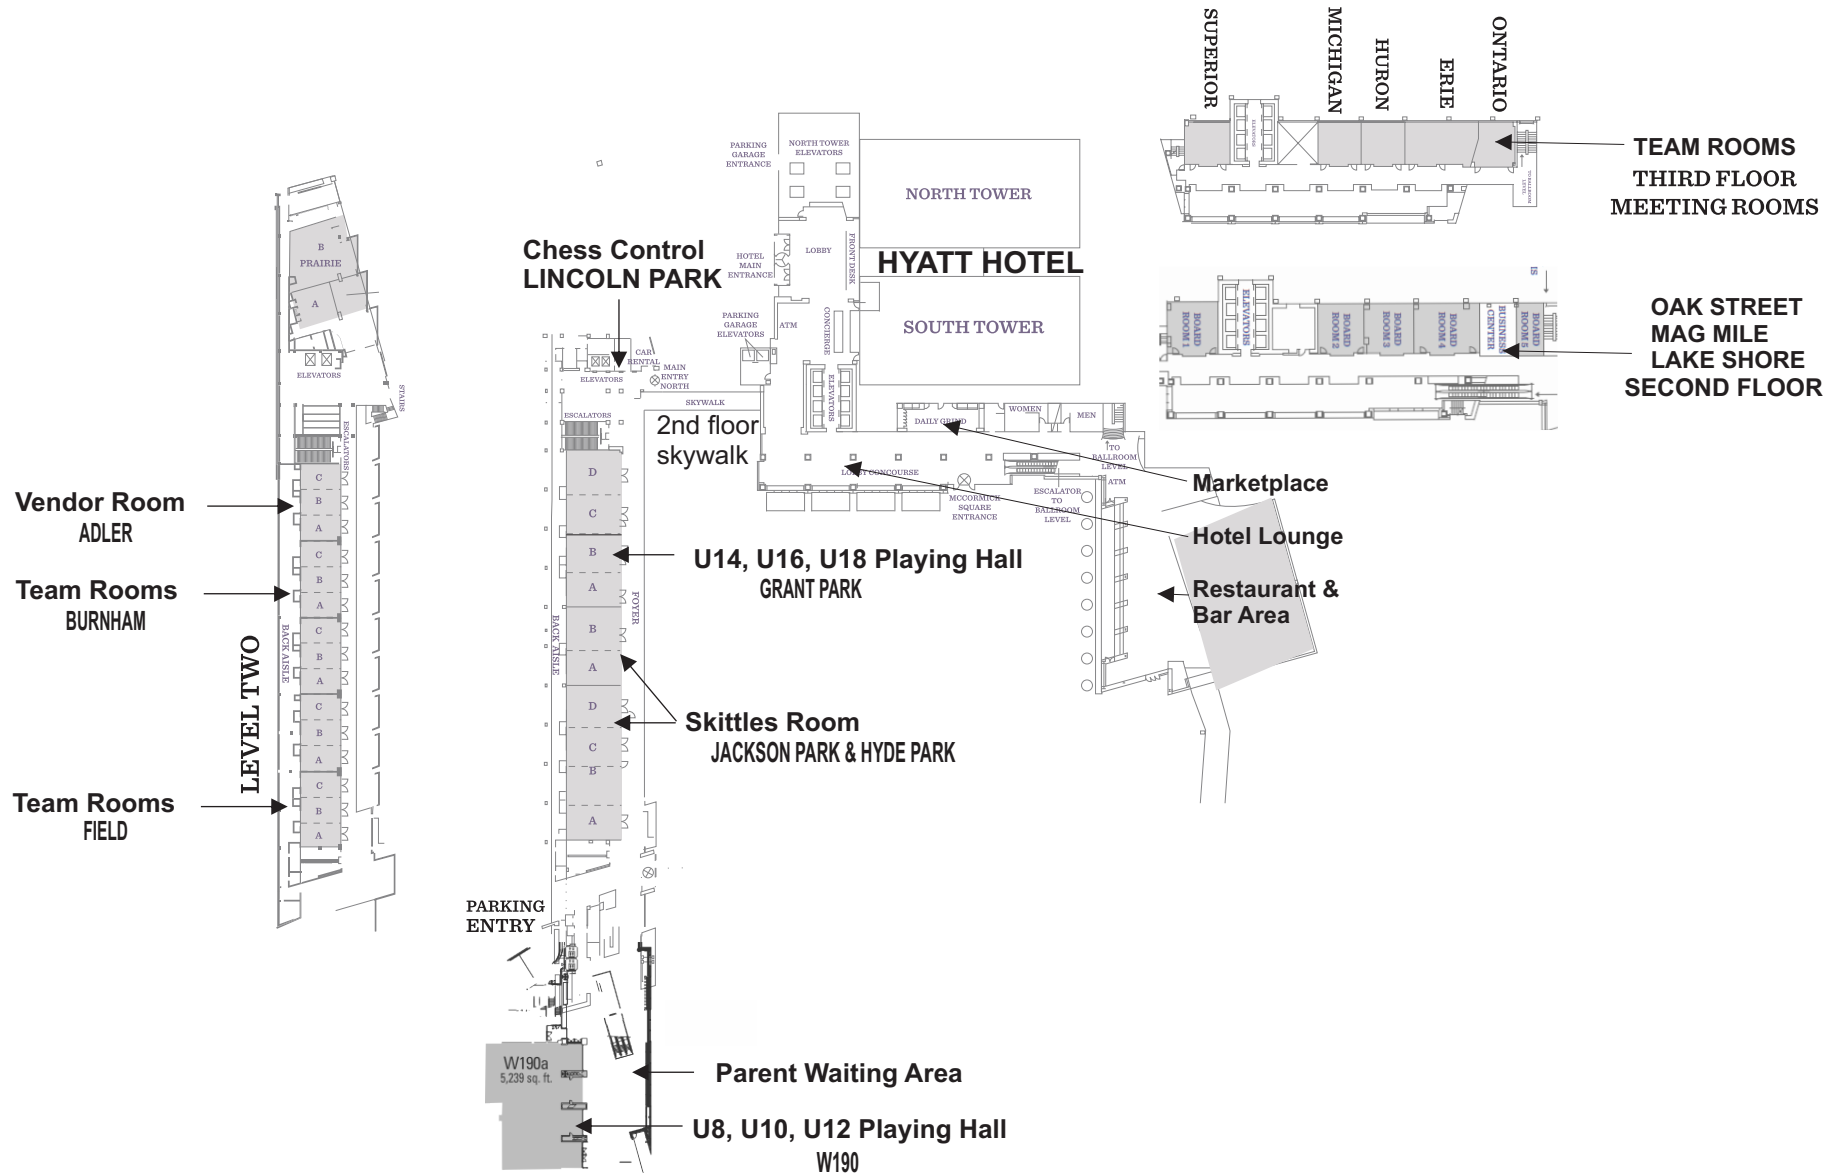 SUPERIOR
MICHIGAN
HURON
ERIE
ONTARIO
ELEVATORS
TO BALLROOM
LEVEL
TEAM ROOMS
THIRD FLOOR
MEETING ROOMS
IS
BOARD
ROOM 1
ELEVATORS
BOARD
ROOM 2
BOARD
ROOM 3
BOARD
ROOM 4
BUSINESS
CENTER
BOARD
ROOM 5
OAK STREET
MAG MILE
LAKE SHORE
SECOND FLOOR
PARKING
GARAGE
ENTRANCE
NORTH TOWER
ELEVATORS
NORTH TOWER
LOBBY
FRONT DESK
HOTEL
MAIN
ENTRANCE
HYATT HOTEL
PARKING
GARAGE
ELEVATORS
ATM
CONCIERGE
SOUTH TOWER
ELEVATORS
SKYWALK
2nd floor
skywalk
DAILY GRIND
WOMEN
MEN
LOBBY CONCOURSE
TO
BALLROOM
LEVEL
ATM
MCCORMICK
SQUARE
ENTRANCE
ESCALATOR
TO
BALLROOM
LEVEL
Marketplace
Hotel Lounge
Restaurant &
Bar Area
Chess Control
LINCOLN PARK
CAR
RENTAL
MAIN
ENTRY
NORTH
ELEVATORS
ESCALATORS
D
C
B
A
B
A
D
C
B
A
FOYER
BACK AISLE
U14, U16, U18 Playing Hall
GRANT PARK
Skittles Room
JACKSON PARK & HYDE PARK
B
PRAIRIE
A
ELEVATORS
STAIRS
ESCALATORS
C
B
A
C
B
A
C
B
A
C
B
A
C
B
A
BACK AISLE
LEVEL TWO
Vendor Room
ADLER
Team Rooms
BURNHAM
Team Rooms
FIELD
PARKING
ENTRY
W190a
5,239 sq. ft.
Parent Waiting Area
U8, U10, U12 Playing Hall
W190